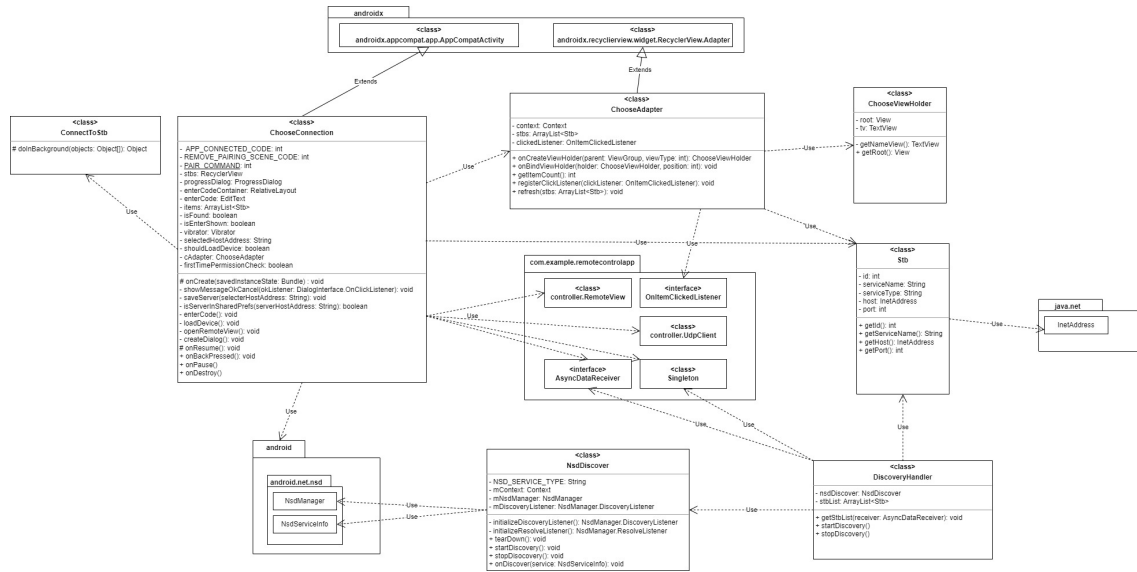 androidx
<class>
androidx.appcompat.app.AppCompatActivity
<class>
androidx.recyclierview.widget.RecyclerView.Adapter
Extends
Extends
<class>
ConnectToStb
# doInBackground(objects: Object[]): Object
<class>
ChooseConnection
- APP_CONNECTED_CODE: int
- REMOVE_PAIRING_SCENE_CODE: int
- PAIR_COMMAND: int
- stbs: RecyclerView
- progressDialog: ProgressDialog
- enterCodeContainer: RelativeLayout
- enterCode: EditText
- items: ArrayList<Stb>
- isFound: boolean
- isEnterShown: boolean
- vibrator: Vibrator
- selectedHostAddress: String
- shouldLoadDevice: boolean
- cAdapter: ChooseAdapter
- firstTimePermissionCheck: boolean
# onCreate(savedInstanceState: Bundle) : void
- showMessageOkCancel(okListener: DialogInterface.OnClickListener): void
- saveServer(selecterHostAddress: String): void
- isServerInSharedPrefs(serverHostAddress: String): boolean
- enterCode(): void
- loadDevice(): void
- openRemoteView(): void
- createDialog(): void
# onResume(): void
+ onBackPressed(): void
+ onPause()
+ onDestroy()
<class>
ChooseAdapter
- context: Context
- stbs: ArrayList<Stb>
- clickedListener: OnItemClickedListener
+ onCreateViewHolder(parent: ViewGroup, viewType: int): ChooseViewHolder
+ onBindViewHolder(holder: ChooseViewHolder, position: int): void
+ getItemCount(): int
+ registerClickListener(clickListener: OnItemClickedListener): void
+ refresh(stbs: ArrayList<Stb>): void
<class>
ChooseViewHolder
- root: View
- tv: TextView
- getNameView(): TextView
+ getRoot(): View
Use
Use
Use
Use
Use
Use
Use
com.example.remotecontrolapp
<class>
controller.RemoteView
<interface>
OnItemClickedListener
<class>
controller.UdpClient
<interface>
AsyncDataReceiver
<class>
Singleton
Use
<class>
Stb
- id: int
- serviceName: String
- serviceType: String
- host: InetAddress
- port: int
+ getId(): int
+ getServiceName(): String
+ getHost(): InetAddress
+ getPort(): int
Use
java.net
InetAddress
Use
Use
Use
Use
android
android.net.nsd
NsdManager
NsdServiceInfo
Use
Use
<class>
NsdDiscover
- NSD_SERVICE_TYPE: String
- mContext: Context
- mNsdManager: NsdManager
- mDiscoveryListener: NsdManager.DiscoveryListener
- initializeDiscoveryListener(): NsdManager.DiscoveryListener
- initializeResolveListener(): NsdManager.ResolveListener
+ tearDown(): void
+ startDiscovery(): void
+ stopDisocovery(): void
+ onDiscover(service: NsdServiceInfo): void
Use
<class>
DiscoveryHandler
- nsdDiscover: NsdDiscover
- stbList: ArrayList<Stb>
+ getStbList(receiver: AsyncDataReceiver): void
+ startDiscovery()
+ stopDiscovery()